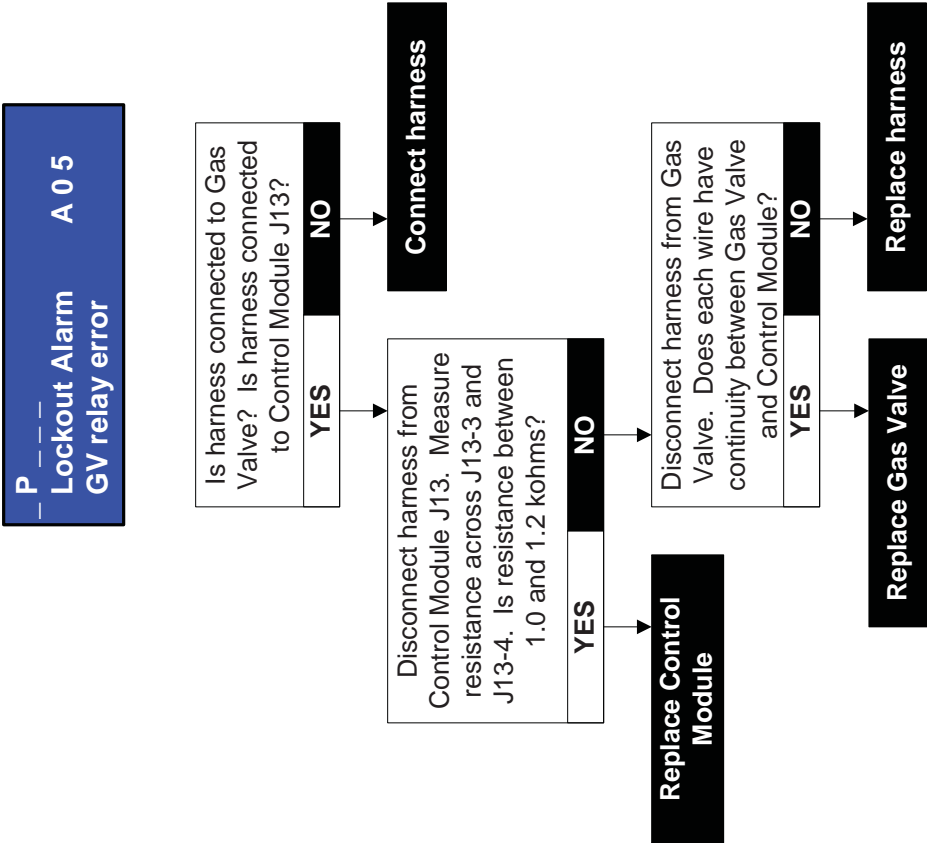 _ P _ _ _
Lockout Alarm A 0 5
GV relay error
Is harness connected to Gas
Valve? Is harness connected
to Control Module J13?
YES
NO
Connect harness
Disconnect harness from
Control Module J13. Measure
resistance across J13-3 and
J13-4. Is resistance between
1.0 and 1.2 kohms?
YES
NO
Replace Control
Module
Disconnect harness from Gas
Valve. Does each wire have
continuity between Gas Valve
and Control Module?
YES
NO
Replace Gas Valve
Replace harness